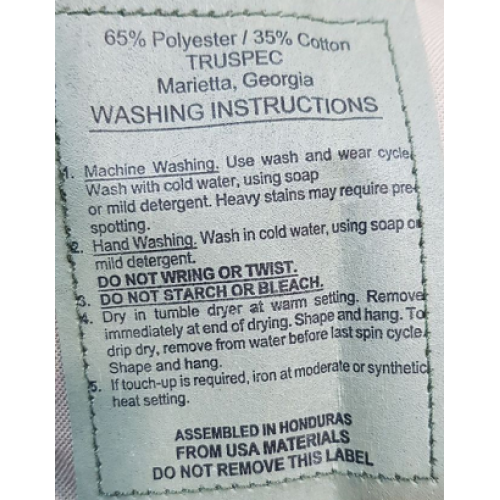 65% Polyester / 35% Cotton
TRUSPEC
Marietta, Georgia
WASHING INSTRUCTIONS
1. Machine Washing. Use wash and wear cycle.
Wash with cold water, using soap
or mild detergent. Heavy stains may require pre-
spotting.
2. Hand Washing. Wash in cold water, using soap or
mild detergent.
DO NOT WRING OR TWIST.
3. DO NOT STARCH OR BLEACH.
4. Dry in tumble dryer at warm setting. Remove
immediately at end of drying. Shape and hang. To
drip dry, remove from water before last spin cycle.
Shape and hang.
5. If touch-up is required, iron at moderate or synthetic
heat setting.
ASSEMBLED IN HONDURAS
FROM USA MATERIALS
DO NOT REMOVE THIS LABEL